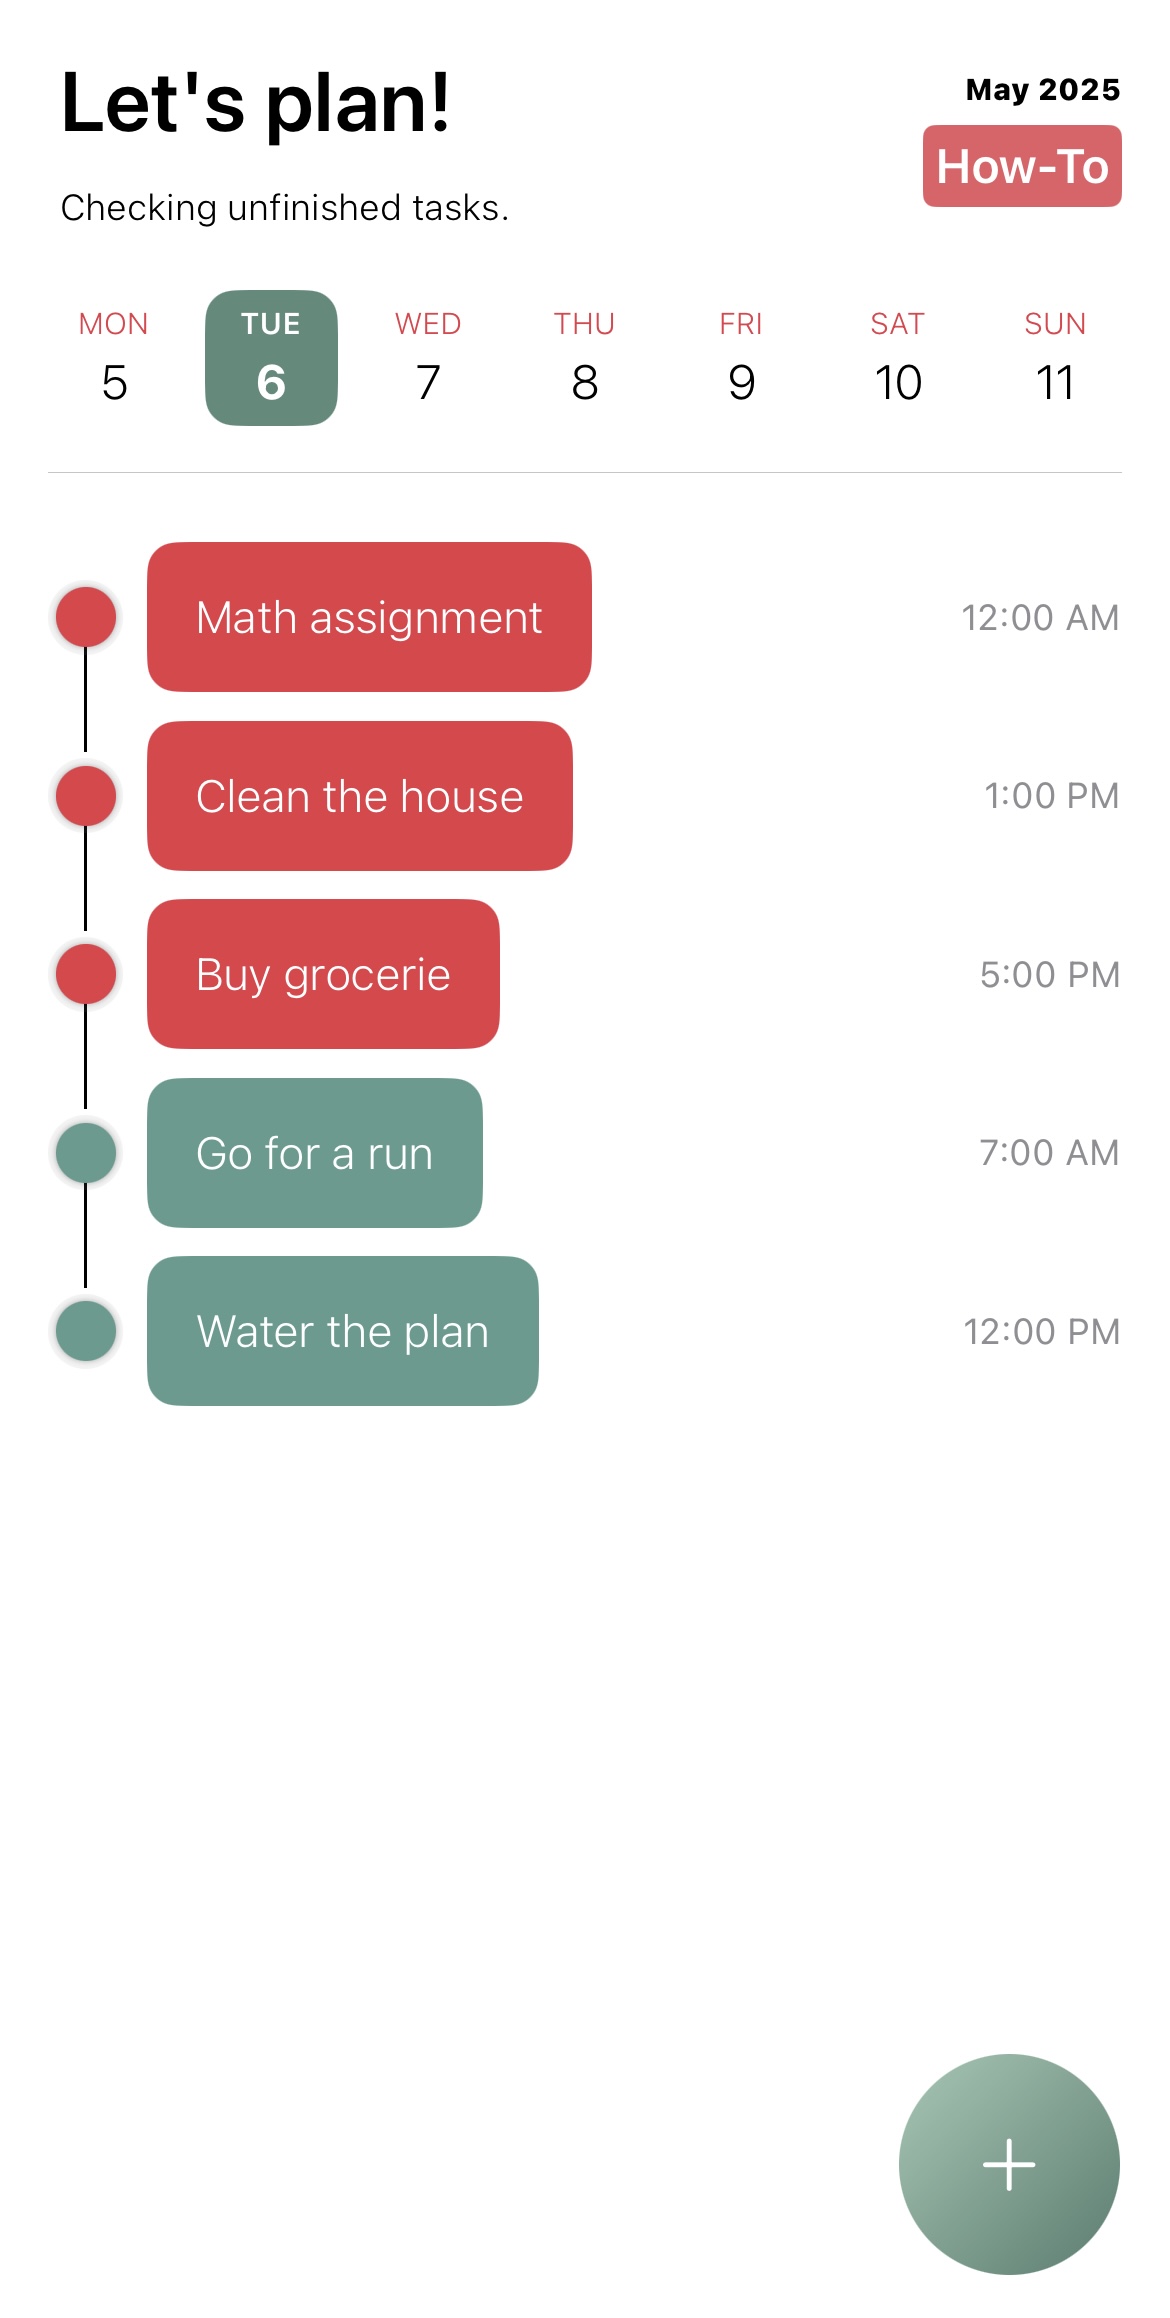 Let's plan!
May 2025
How-To
Checking unfinished tasks.
MON TUE WED THU FRI SAT SUN
5 6 7 8 9 10 11
Math assignment 12:00 AM
Clean the house 1:00 PM
Buy grocerie 5:00 PM
Go for a run 7:00 AM
Water the plan 12:00 PM
+